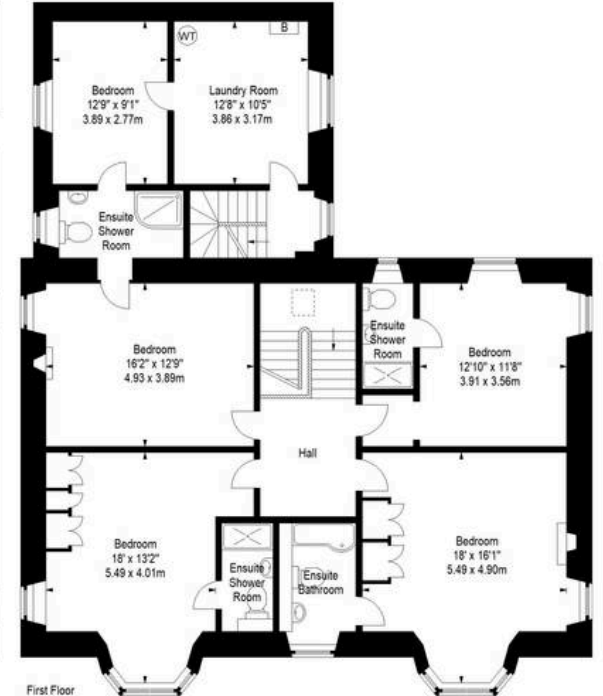 WT
B
Bedroom
12'9" x 9'1"
3.89 x 2.77m
Laundry Room
12'8" x 10'5"
3.86 x 3.17m
Ensuite
Shower
Room
Bedroom
16'2" x 12'9"
4.93 x 3.89m
Ensuite
Shower
Room
Bedroom
12'10" x 11'8"
3.91 x 3.56m
Hall
Bedroom
18' x 13'2"
5.49 x 4.01m
Ensuite
Shower
Room
Ensuite
Bathroom
Bedroom
18' x 16'1"
5.49 x 4.90m
First Floor